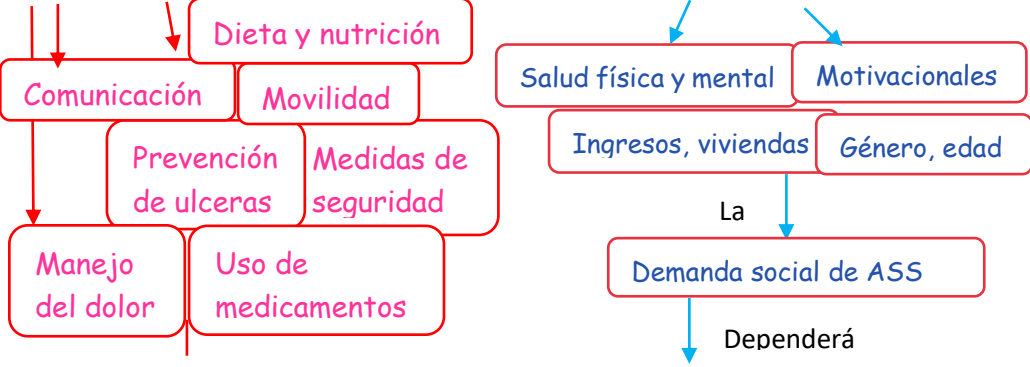 Dieta y nutrición
Comunicación
Movilidad
Prevención
de ulceras
Medidas de
seguridad
Manejo
del dolor
Uso de
medicamentos
Salud física y mental
Motivacionales
Ingresos, viviendas
Género, edad
La
Demanda social de ASS
Dependerá